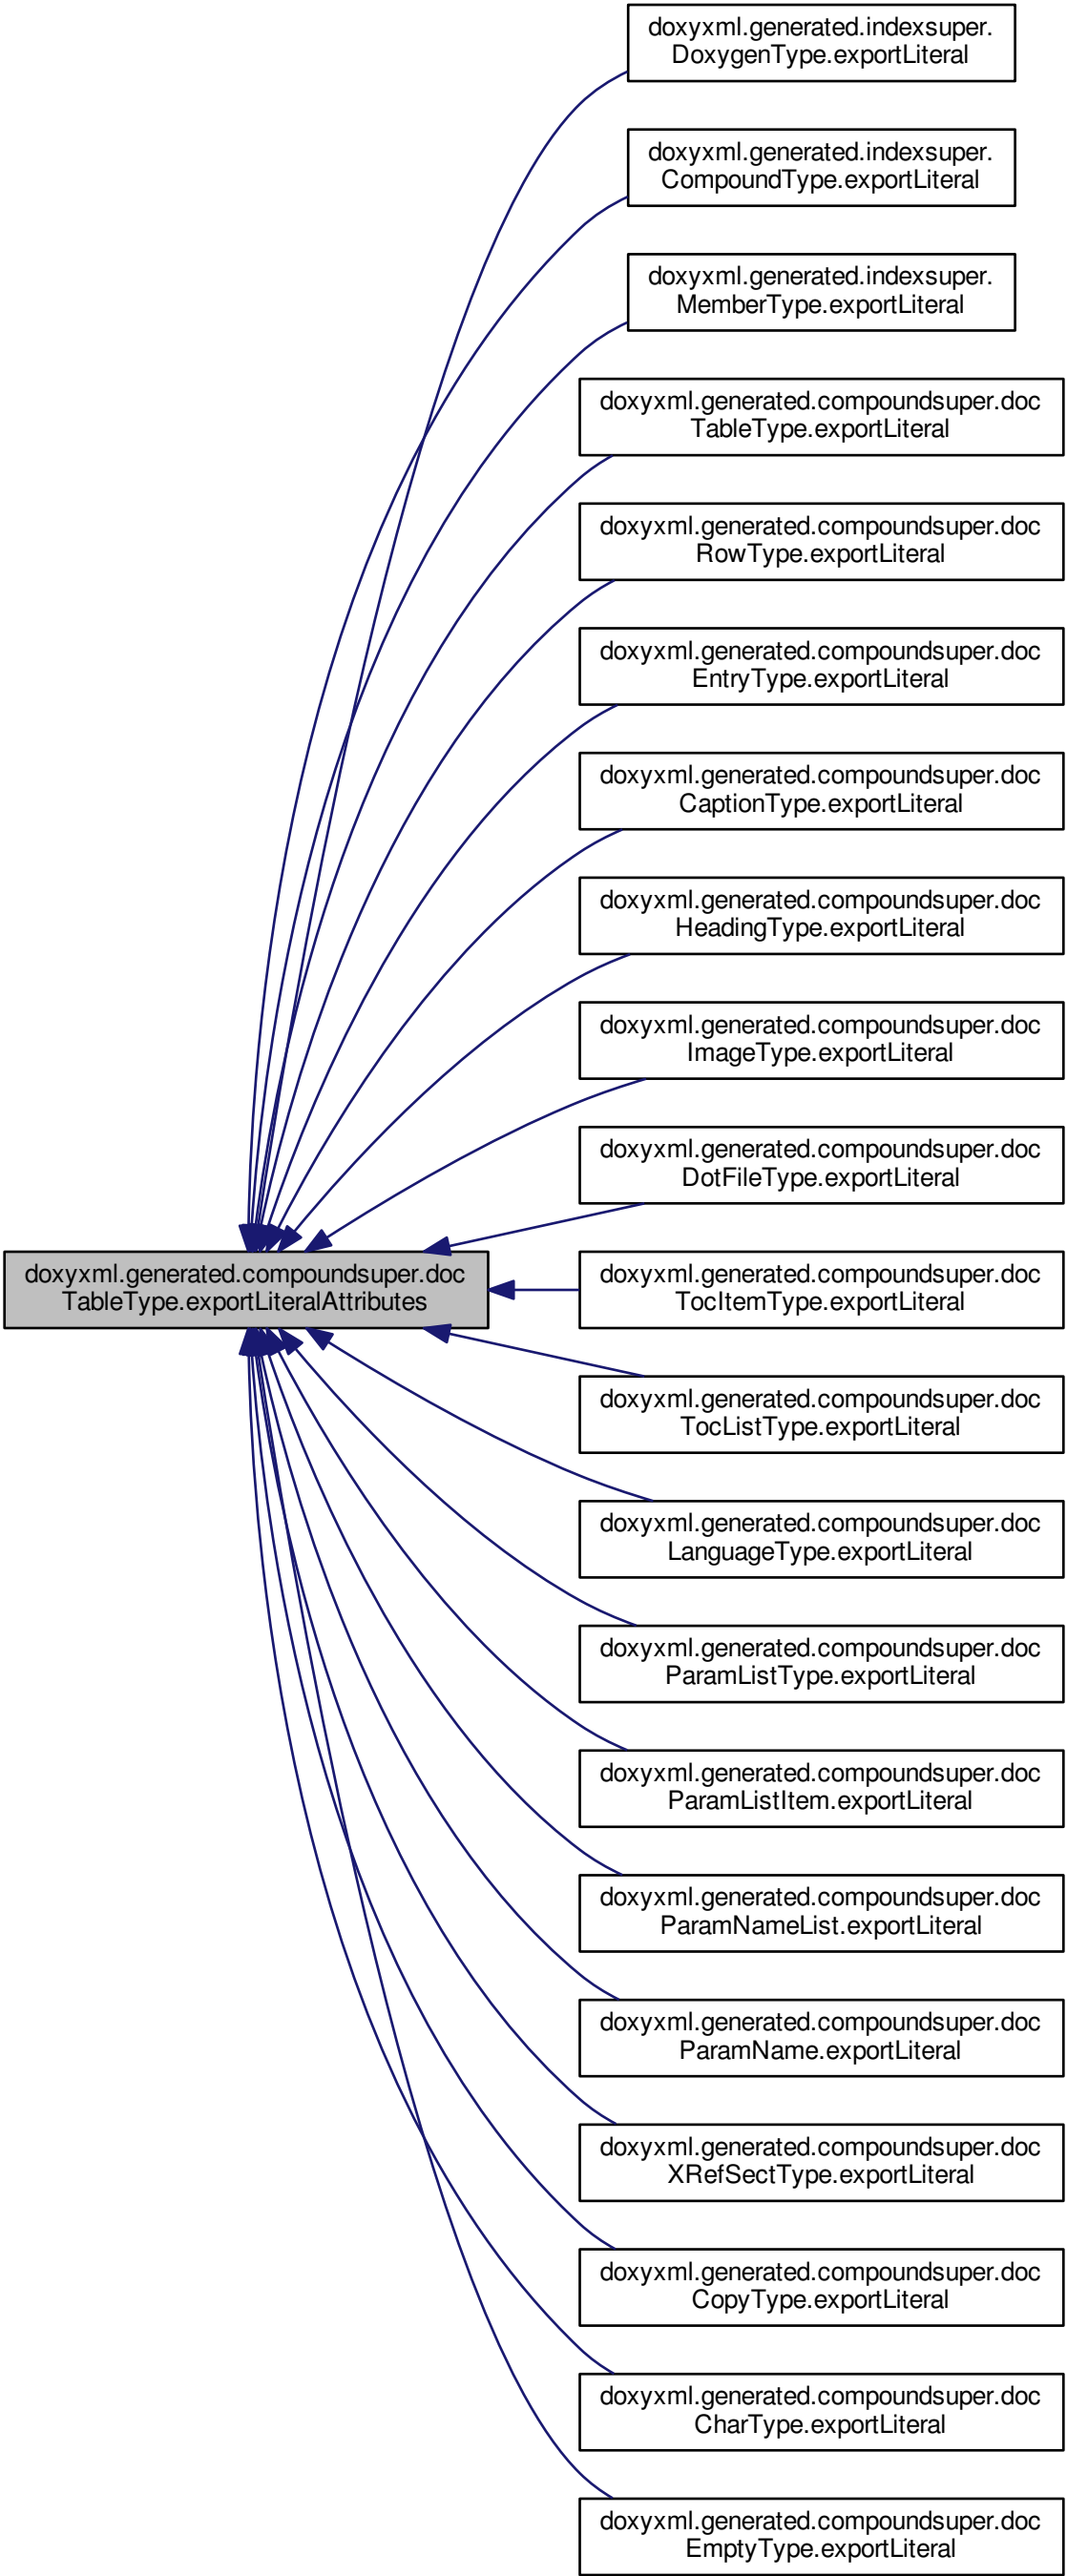 doxyxml.generated.indexsuper.
DoxygenType.exportLiteral
doxyxml.generated.indexsuper.
CompoundType.exportLiteral
doxyxml.generated.indexsuper.
MemberType.exportLiteral
doxyxml.generated.compoundsuper.doc
TableType.exportLiteral
doxyxml.generated.compoundsuper.doc
RowType.exportLiteral
doxyxml.generated.compoundsuper.doc
EntryType.exportLiteral
doxyxml.generated.compoundsuper.doc
CaptionType.exportLiteral
doxyxml.generated.compoundsuper.doc
HeadingType.exportLiteral
doxyxml.generated.compoundsuper.doc
ImageType.exportLiteral
doxyxml.generated.compoundsuper.doc
DotFileType.exportLiteral
doxyxml.generated.compoundsuper.doc
TableType.exportLiteralAttributes
doxyxml.generated.compoundsuper.doc
TocItemType.exportLiteral
doxyxml.generated.compoundsuper.doc
TocListType.exportLiteral
doxyxml.generated.compoundsuper.doc
LanguageType.exportLiteral
doxyxml.generated.compoundsuper.doc
ParamListType.exportLiteral
doxyxml.generated.compoundsuper.doc
ParamListItem.exportLiteral
doxyxml.generated.compoundsuper.doc
ParamNameList.exportLiteral
doxyxml.generated.compoundsuper.doc
ParamName.exportLiteral
doxyxml.generated.compoundsuper.doc
XRefSectType.exportLiteral
doxyxml.generated.compoundsuper.doc
CopyType.exportLiteral
doxyxml.generated.compoundsuper.doc
CharType.exportLiteral
doxyxml.generated.compoundsuper.doc
EmptyType.exportLiteral